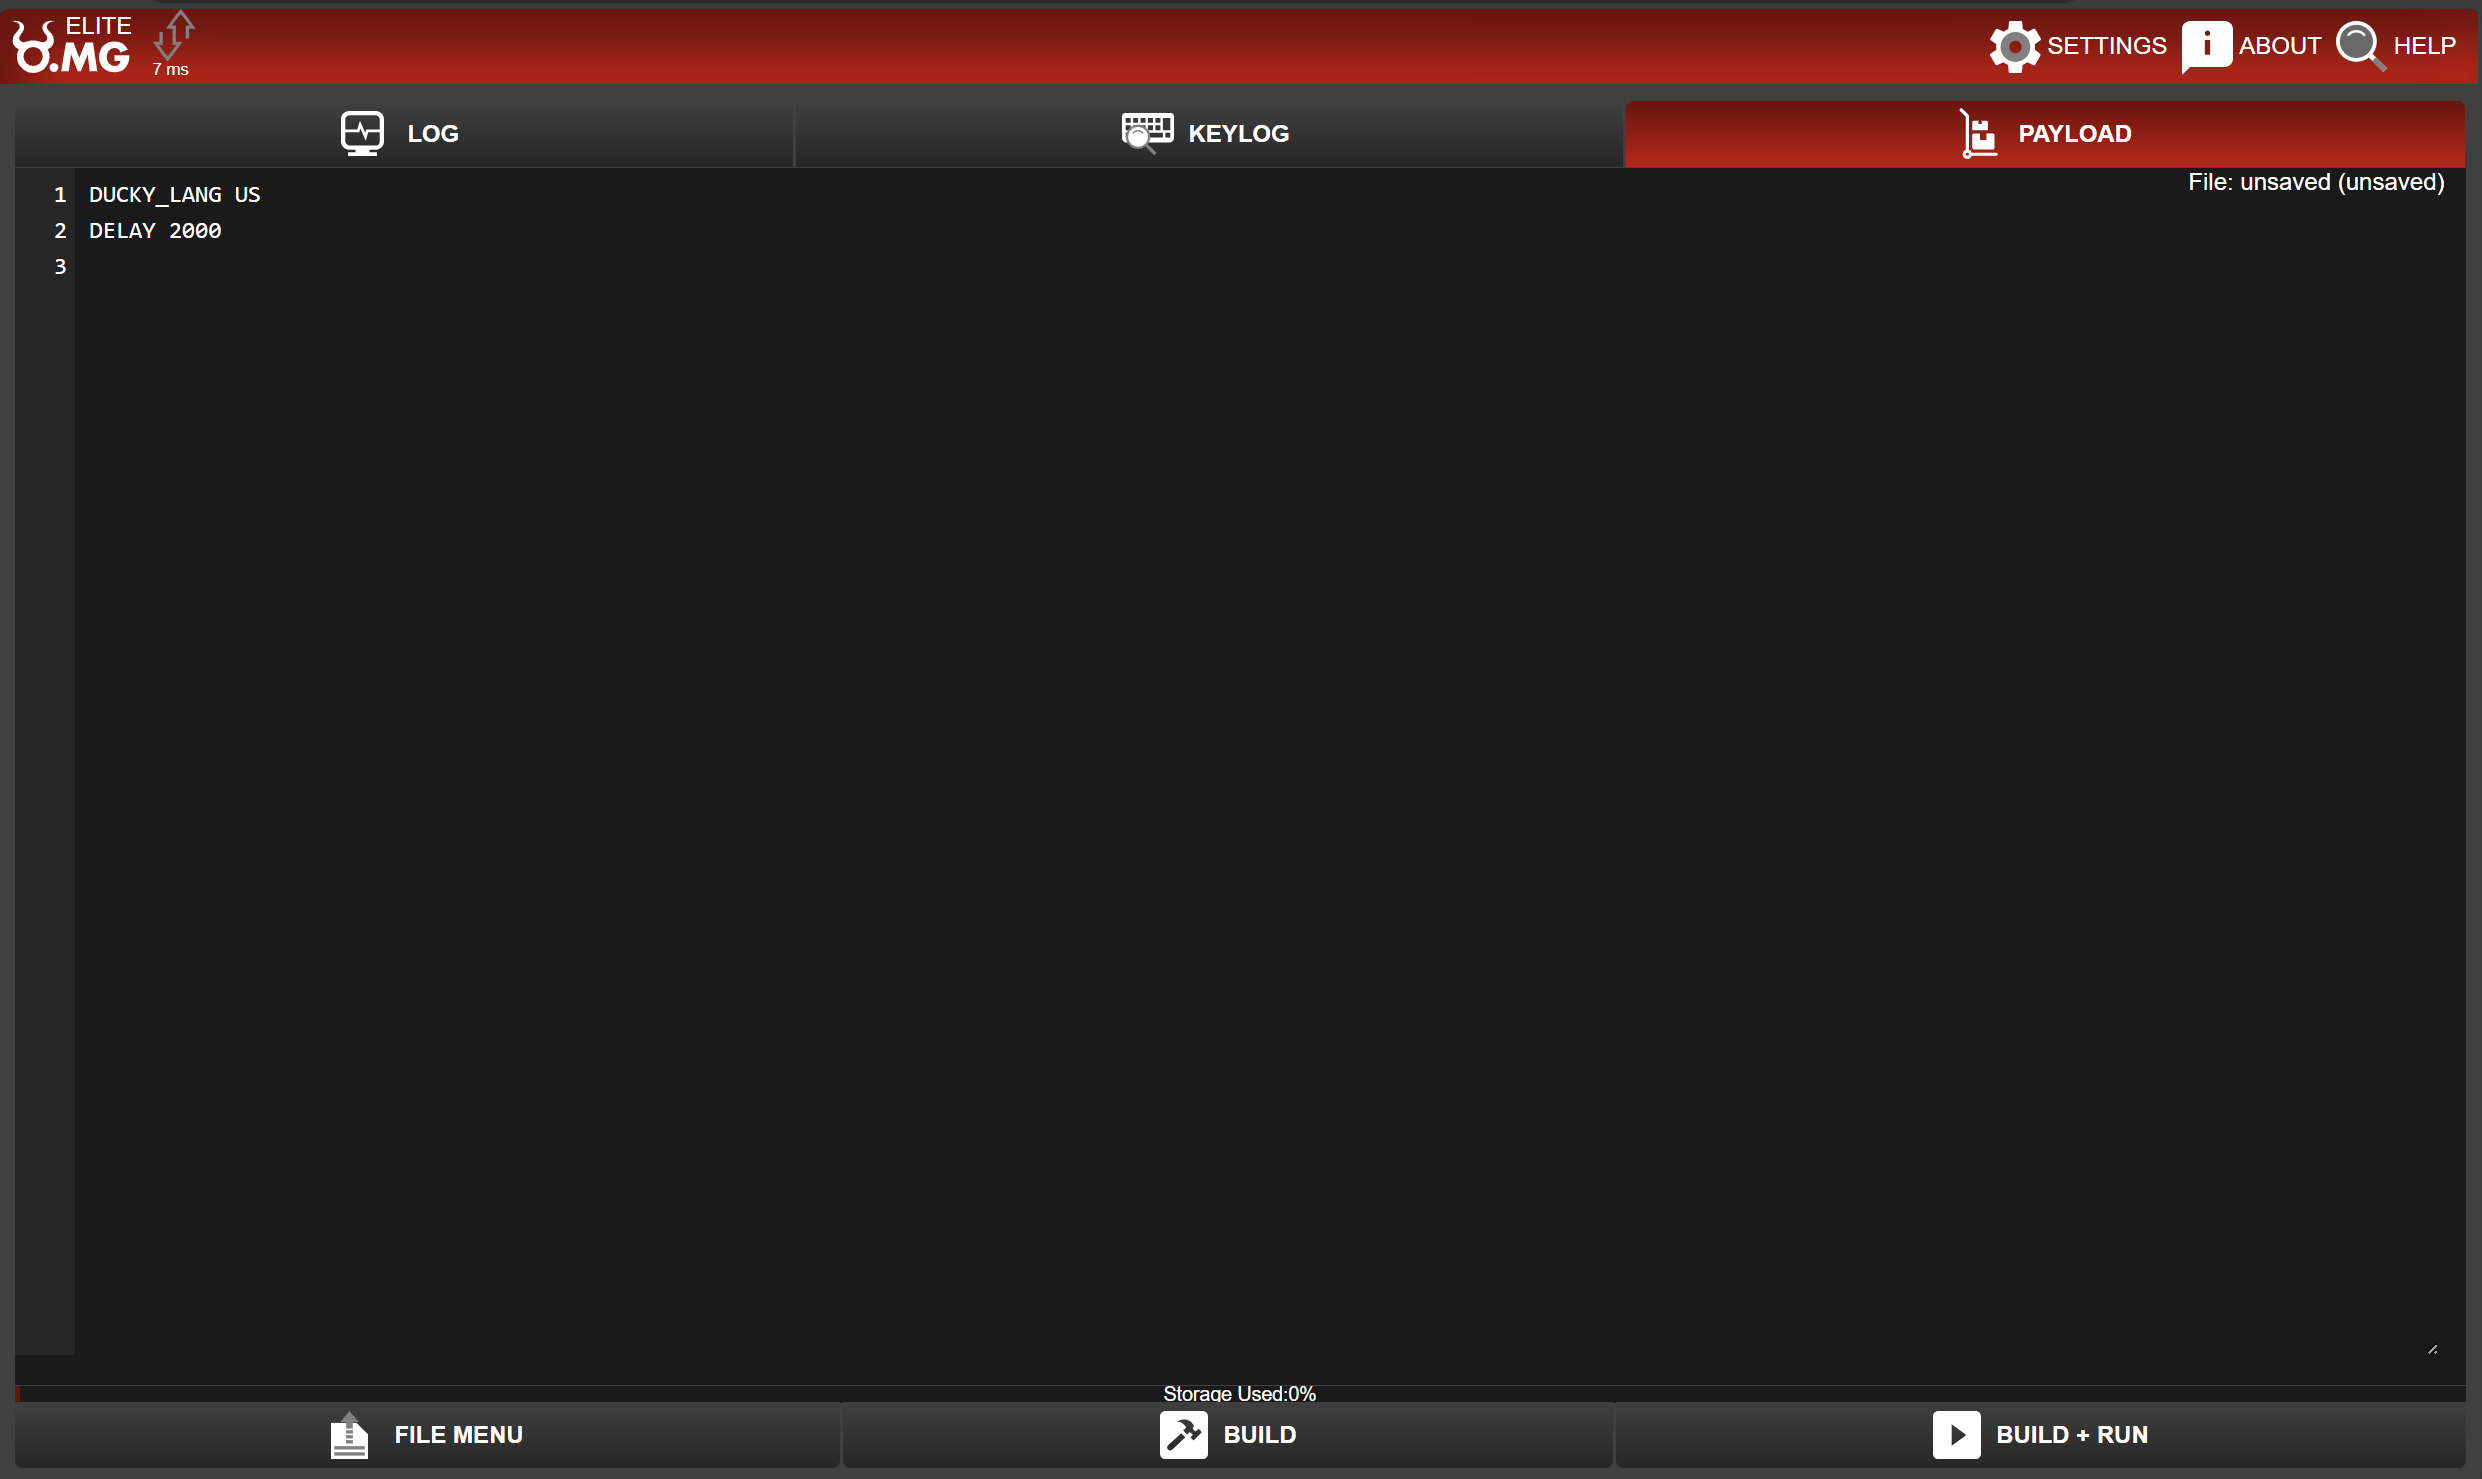 ELITE
O.MG
7 ms
SETTINGS
ABOUT
HELP
LOG
KEYLOG
PAYLOAD
File: unsaved (unsaved)
1 DUCKY_LANG US
2 DELAY 2000
3
Storage Used:0%
FILE MENU
BUILD
BUILD + RUN